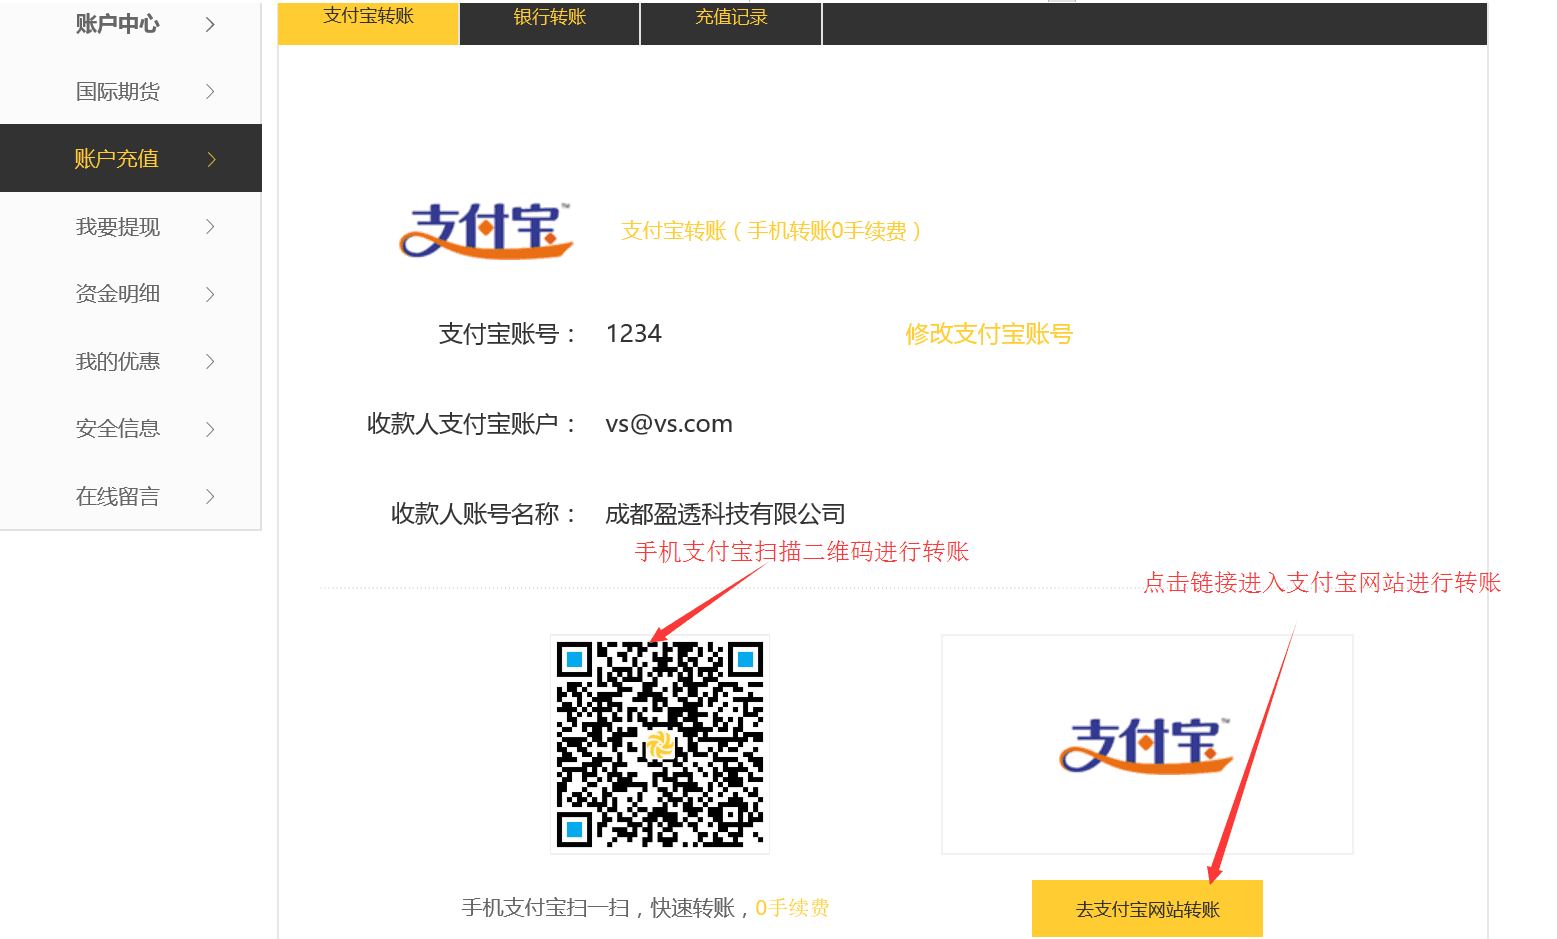 账户中心
国际期货
账户充值
我要提现
资金明细
我的优惠
安全信息
在线留言
支付宝转账
银行转账
充值记录
支付宝™
支付宝转账（手机转账0手续费）
支付宝账号： 1234 修改支付宝账号
收款人支付宝账户： vs@vs.com
收款人账号名称： 成都盈透科技有限公司
手机支付宝扫描二维码进行转账
点击链接进入支付宝网站进行转账
支付宝™
手机支付宝扫一扫，快速转账，0手续费
去支付宝网站转账